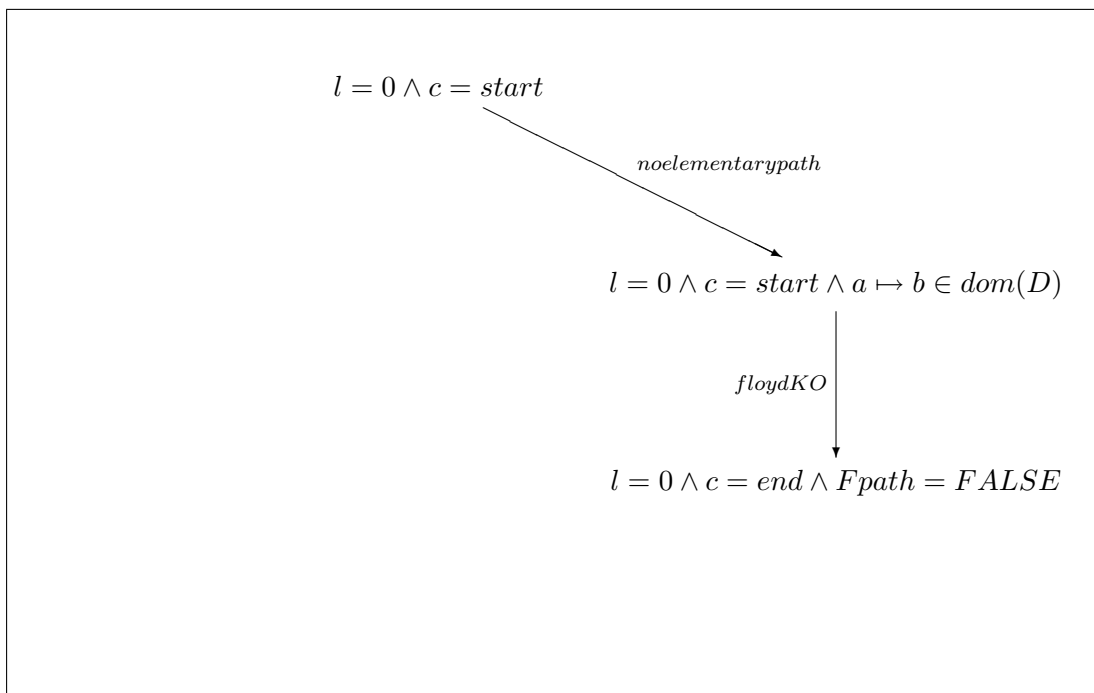 l = 0 ∧ c = start
noelementarypath
l = 0 ∧ c = start ∧ a ↦ b ∈ dom(D)
floydKO
l = 0 ∧ c = end ∧ Fpath = FALSE